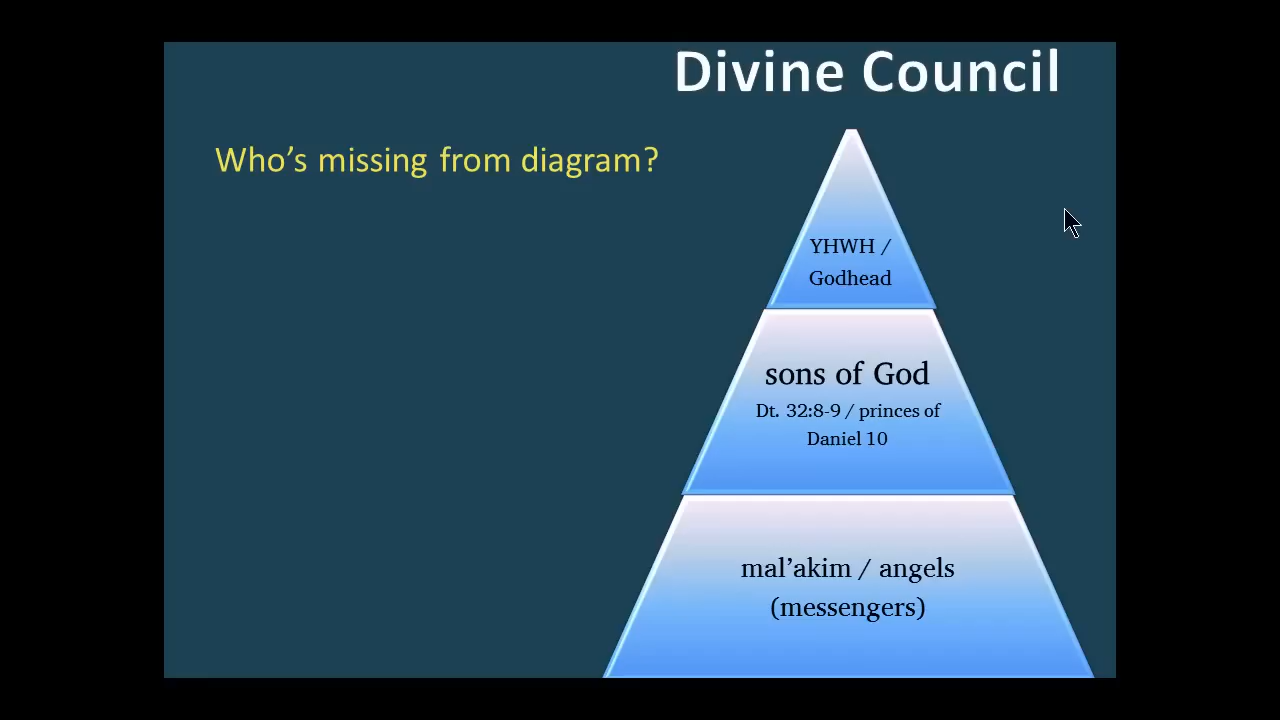 Divine Council
Who's missing from diagram?
YHWH /
Godhead
sons of God
Dt. 32:8-9 / princes of
Daniel 10
mal’akim / angels
(messengers)